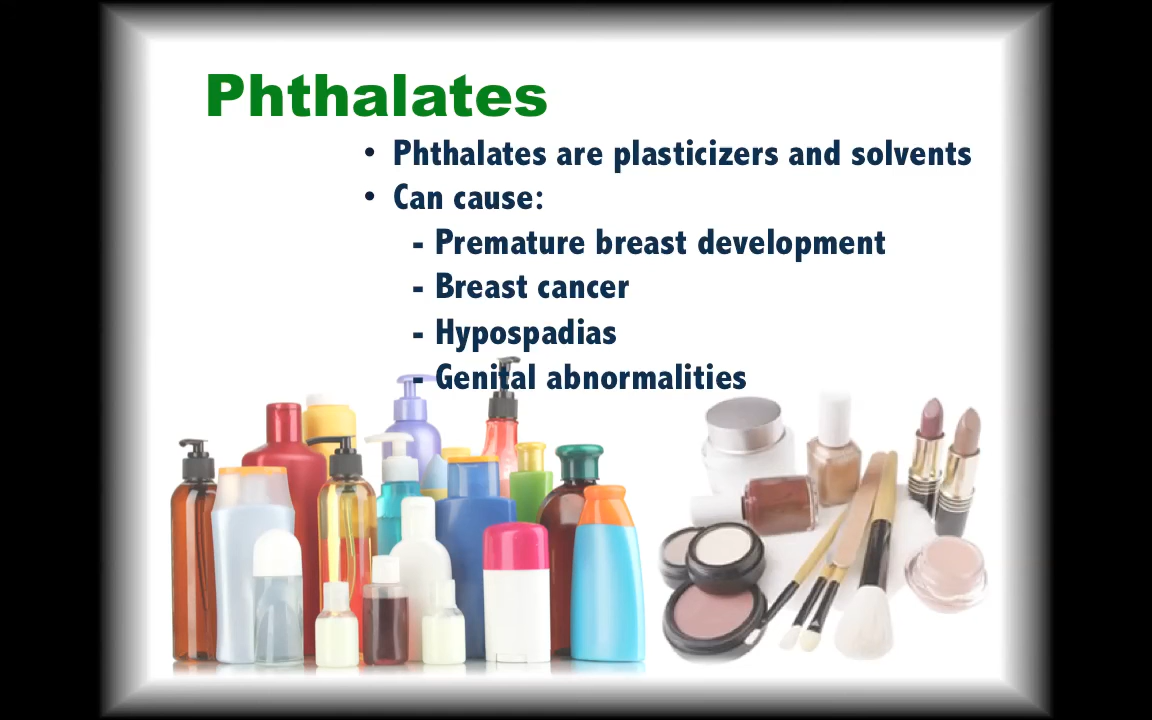 Phthalates
• Phthalates are plasticizers and solvents
• Can cause:
- Premature breast development
- Breast cancer
- Hypospadias
- Genital abnormalities